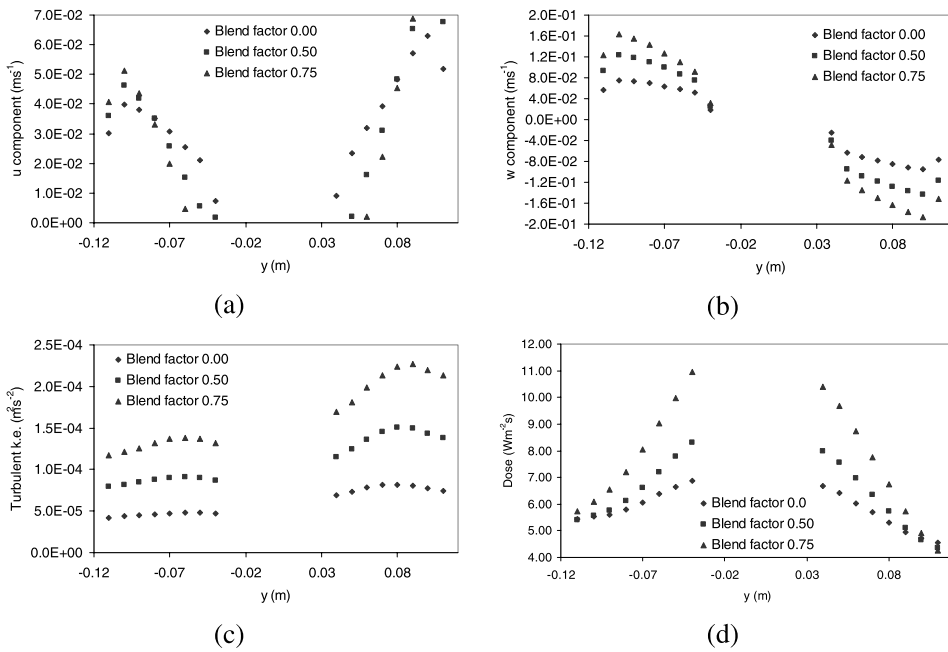 7.0E-02
6.0E-02
5.0E-02
4.0E-02
3.0E-02
2.0E-02
1.0E-02
0.0E+00
u component (ms-1)
Blend factor 0.00
Blend factor 0.50
Blend factor 0.75
-0.12 -0.07 -0.02 0.03 0.08
y (m)
(a)
2.0E-01
1.6E-01
1.2E-01
8.0E-02
4.0E-02
0.0E+00
-4.0E-02
-8.0E-02
-1.2E-01
-1.6E-01
-2.0E-01
w component (ms-1)
Blend factor 0.00
Blend factor 0.50
Blend factor 0.75
-0.12 -0.07 -0.02 0.03 0.08
y (m)
(b)
2.5E-04
2.0E-04
1.5E-04
1.0E-04
5.0E-05
0.0E+00
Turbulent k.e. (m2s-2)
Blend factor 0.00
Blend factor 0.50
Blend factor 0.75
-0.12 -0.07 -0.02 0.03 0.08
y (m)
(c)
12.00
11.00
10.00
9.00
8.00
7.00
6.00
5.00
4.00
Dose (Wm-2s)
Blend factor 0.0
Blend factor 0.50
Blend factor 0.75
-0.12 -0.07 -0.02 0.03 0.08
y (m)
(d)